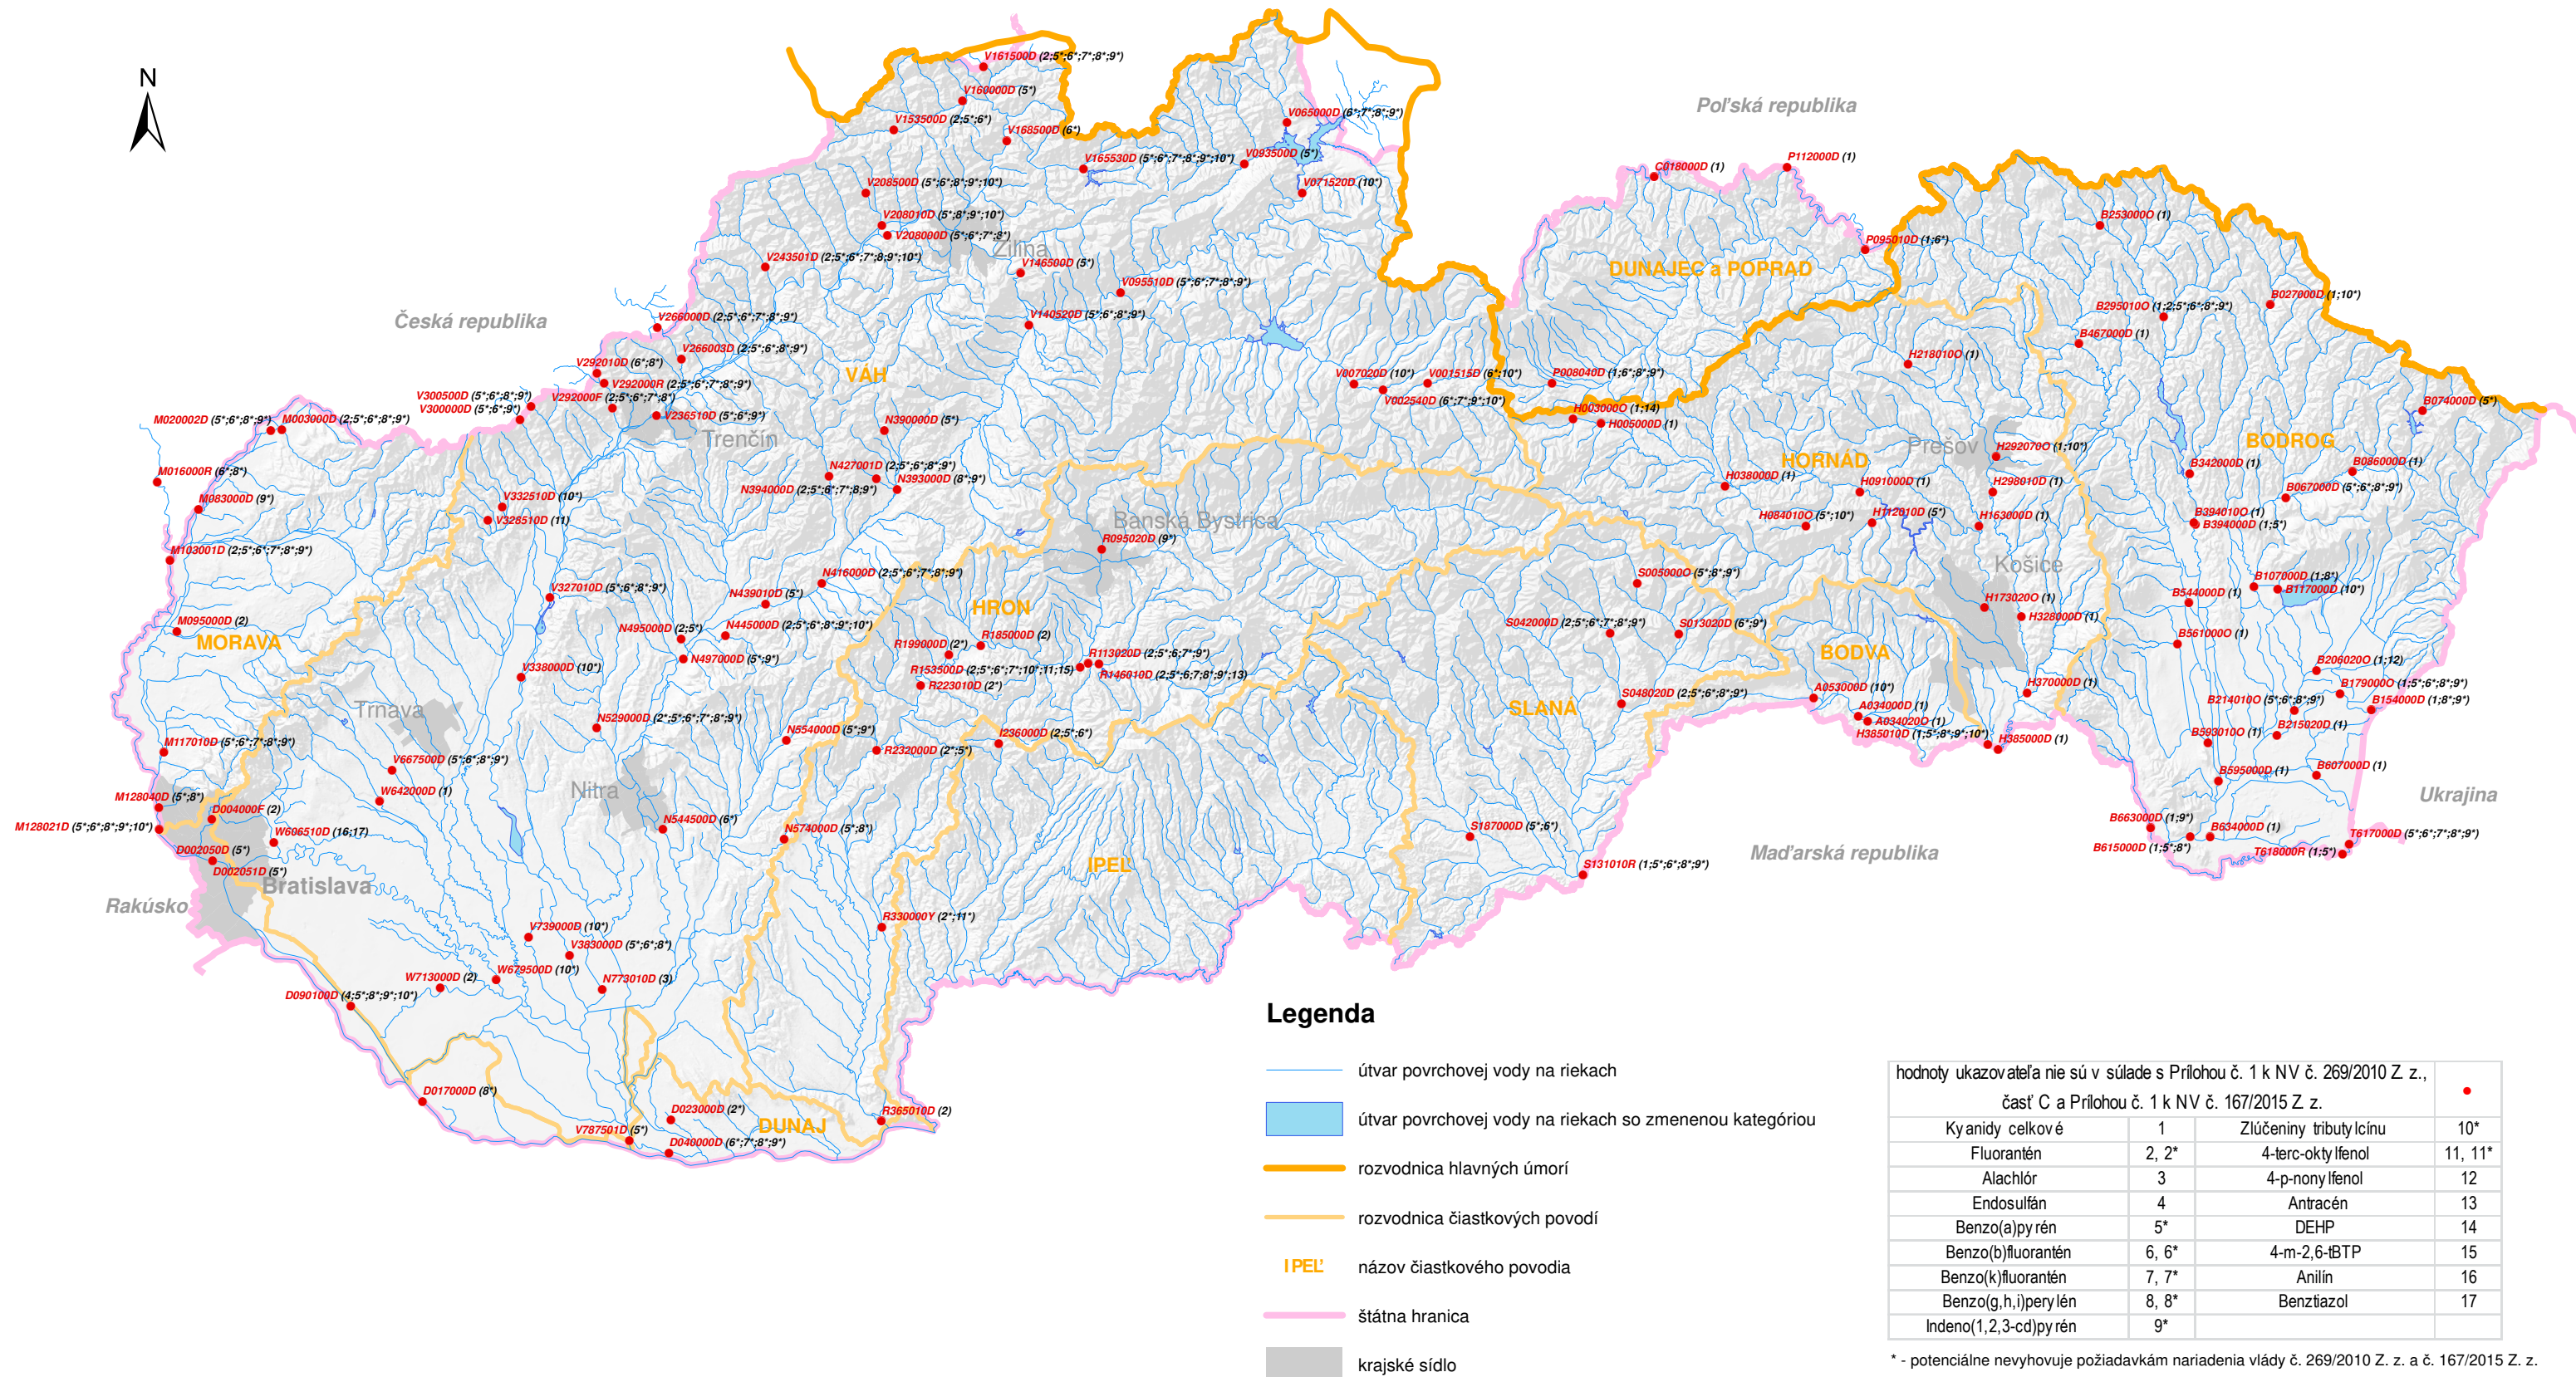 N
V161500D (2;5*;6*;7*;8*;9*)
V160000D (5*)
V153500D (2;5*;6*)
V168500D (6*)
V065000D (6*;7*;8*;9*)
Poľská republika
V165530D (5*;6*;7*;8*;9*;10*)
V093500D (5*)
V071520D (10*)
C018000D (1)
P112000D (1)
V208500D (5*;6*;8*;9*;10*)
V208010D (5*;8*;9*;10*)
V208000D (5*;6*;7*;8*)
Žilina
B253000O (1)
P095010D (1;6*)
DUNAJEC a POPRAD
V243501D (2;5*;6*;7*;8;9*;10*)
V146500D (5*)
V095510D (5*;6*;7*;8*;9*)
B027000D (1;10*)
B295010O (1;2;5*;6*;8*;9*)
Česká republika
V266000D (2;5*;6*;7*;8*;9*)
V140520D (5*;6*;8*;9*)
B467000D (1)
V266003D (2;5*;6*;8*;9*)
H218010O (1)
V292010D (6*;8*)
VÁH
V292000R (2;5*;6*;7*;8*;9*)
V007020D (10*)
V001515D (6*;10*)
P008040D (1;6*;8*;9*)
V300500D (5*;6*;8*;9*)
V292000F (2;5*;6*;7*;8*)
V002540D (6*;7*;9*;10*)
V300000D (5*;6*;9*)
V236510D (5*;6*;9*)
H003000O (1;14)
H005000D (1)
B074000D (5*)
M020002D (5*;6*;8*;9*)
M003000D (2;5*;6*;8*;9*)
N390000D (5*)
Trenčín
Prešov
H292070O (1;10*)
BODROG
HORNÁD
M016000R (6*;8*)
N427001D (2;5*;6*;8*;9*)
N393000D (8*;9*)
N394000D (2;5*;6*;7*;8;9*)
B342000D (1)
B086000D (1)
H038000D (1)
H091000D (1)
H298010D (1)
B067000D (5*;6*;8*;9*)
M083000D (9*)
V332510D (10*)
V328510D (11)
Banská Bystrica
H084010O (5*;10*)
H112010D (5*)
H163000D (1)
B394010O (1)
B394000D (1;5*)
R095020D (9*)
M103001D (2;5*;6*;7*;8*;9*)
Košice
N416000D (2;5*;6*;7*;8*;9*)
S005000O (5*;8*;9*)
B107000D (1;8*)
B117000D (10*)
V327010D (5*;6*;8*;9*)
N439010D (5*)
HRON
H173020O (1)
B544000D (1)
H328000D (1)
M095000D (2)
MORAVA
N495000D (2;5*)
N445000D (2;5*;6*;8*;9*;10*)
R199000D (2*)
R185000D (2)
S042000D (2;5*;6*;7*;8*;9*)
S013020D (6*;9*)
B561000O (1)
BODVA
N497000D (5*;9*)
V338000D (10*)
R113020D (2;5*;6;7*;9*)
R153500D (2;5*;6*;7*;10*;11;15)
R146010D (2;5*;6;7;8*;9*;13)
B206020O (1;12)
R223010D (2*)
H370000D (1)
B179000O (1;5*;6*;8*;9*)
A053000D (10*)
S048020D (2;5*;6*;8*;9*)
SLANÁ
B214010O (5*;6*;8*;9*)
B154000D (1;8*;9*)
Trnava
A034000D (1)
A034020O (1)
N529000D (2*;5*;6*;7*;8*;9*)
N554000D (5*;9*)
I236000D (2;5*;6*)
H385010D (1;5*;8*;9*;10*)
H385000D (1)
B215020D (1)
B593010O (1)
M117010D (5*;6*;7*;8*;9*)
R232000D (2*;5*)
V667500D (5*;6*;8*;9*)
B607000D (1)
B595000D (1)
Nitra
W642000D (1)
Ukrajina
M128040D (5*;8*)
D004000F (2)
M128021D (5*;6*;8*;9*;10*)
W606510D (16;17)
N544500D (6*)
N574000D (5*;8*)
S187000D (5*;6*)
B663000D (1;9*)
B634000D (1)
B615000D (1;5*;8*)
T617000D (5*;6*;7*;8*;9*)
T618000R (1;5*)
D002050D (5*)
D002051D (5*)
Bratislava
IPEĽ
S131010R (1;5*;6*;8*;9*)
Maďarská republika
Rakúsko
R330000Y (2*;11*)
V739000D (10*)
V383000D (5*;6*;8*)
W679500D (10*)
W713000D (2)
N773010D (3)
D090100D (4;5*;8*;9*;10*)
D017000D (8*)
D023000D (2*)
R365010D (2)
DUNAJ
V787501D (5*)
D040000D (6*;7*;8*;9*)
Legenda
útvar povrchovej vody na riekach
útvar povrchovej vody na riekach so zmenenou kategóriou
rozvodnica hlavných úmorí
rozvodnica čiastkových povodí
IPEĽ názov čiastkového povodia
štátna hranica
krajské sídlo
hodnoty ukazovateľa nie sú v súlade s Prílohou č. 1 k NV č. 269/2010 Z. z.,
časť C a Prílohou č. 1 k NV č. 167/2015 Z. z.
Kyanidy celkové 1 Zlúčeniny tributylcínu 10*
Fluorantén 2, 2* 4-terc-oktylfenol 11, 11*
Alachlór 3 4-p-nonylfenol 12
Endosulfán 4 Antracén 13
Benzo(a)pyrén 5* DEHP 14
Benzo(b)fluorantén 6, 6* 4-m-2,6-tBTP 15
Benzo(k)fluorantén 7, 7* Anilín 16
Benzo(g,h,i)perylén 8, 8* Benztiazol 17
Indeno(1,2,3-cd)pyrén 9*
* - potenciálne nevyhovuje požiadavkám nariadenia vlády č. 269/2010 Z. z. a č. 167/2015 Z. z.